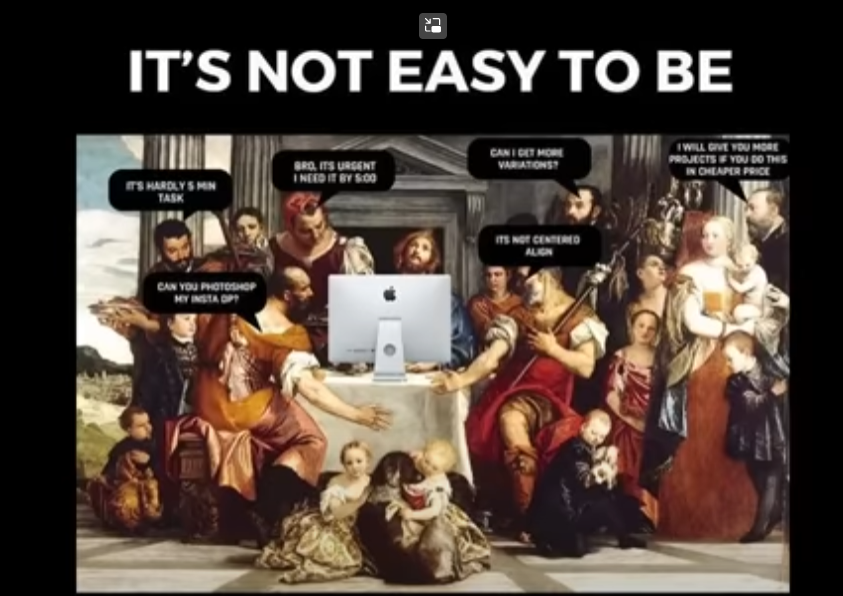 IT'S NOT EASY TO BE
IT'S HARDLY 5 MIN
TASK
BRO, ITS URGENT
I NEED IT BY 5:00
CAN I GET MORE
VARIATIONS?
I WILL GIVE YOU MORE
PROJECTS IF YOU DO THIS
IN CHEAPER PRICE
ITS NOT CENTERED
ALIGN
CAN YOU PHOTOSHOP
MY INSTA DP?